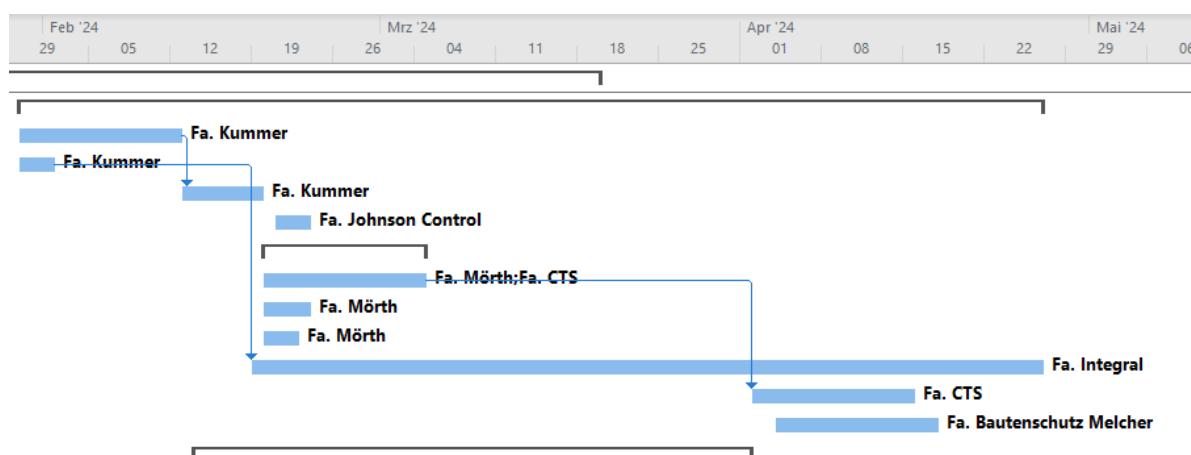 Feb '24 Mrz '24 Apr '24 Mai '24
29 05 12 19 26 04 11 18 25 01 08 15 22 29 06
Fa. Kummer
Fa. Kummer
Fa. Kummer
Fa. Johnson Control
Fa. Mörth;Fa. CTS
Fa. Mörth
Fa. Mörth
Fa. Integral
Fa. CTS
Fa. Bautenschutz Melcher